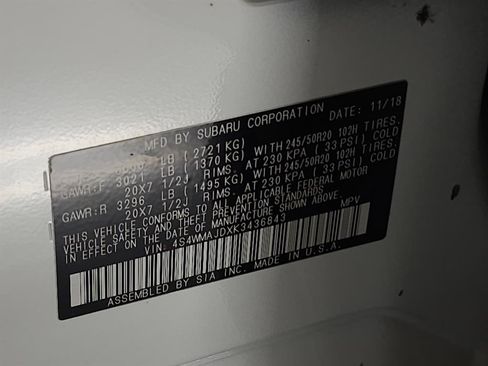 MFD BY SUBARU CORPORATION DATE: 11/18
LB ( 2721 KG)
GAWR:F 3021 LB ( 1370 KG) WITH 245/50R20 102H TIRES.
20X7 1/2J RIMS. AT 230 KPA ( 33 PSI) COLD
GAWR:R 3296 LB ( 1495 KG) WITH 245/50R20 102H TIRES.
20X7 1/2J RIMS. AT 230 KPA ( 33 PSI) COLD
THIS VEHICLE CONFORMS TO ALL APPLICABLE FEDERAL MOTOR
VEHICLE SAFETY AND THEFT PREVENTION STANDARDS
IN EFFECT ON THE DATE OF MANUFACTURE SHOWN ABOVE.
VIN: 4S4WMAJDXK3436843 MPV
ASSEMBLED BY SIA INC. MADE IN U.S.A.